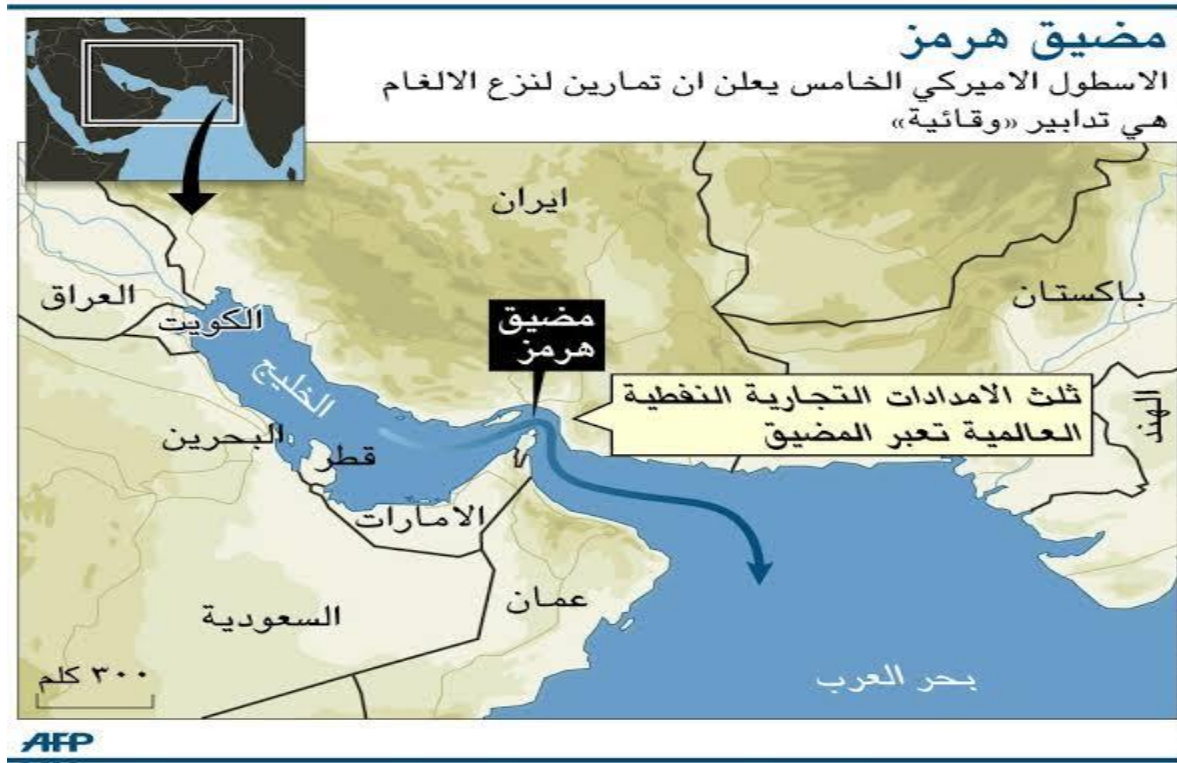 مضيق هرمز
الاسطول الاميركي الخامس يعلن ان تمارين لنزع الالغام
هي تدابير «وقائية»
ايران
باكستان
العراق
الكويت
مضيق
هرمز
الخليج
ثلث الامدادات التجارية النفطية
العالمية تعبر المضيق
الهند
البحرين
قطر
الامارات
عمان
السعودية
٣٠٠ كلم
بحر العرب
AFP